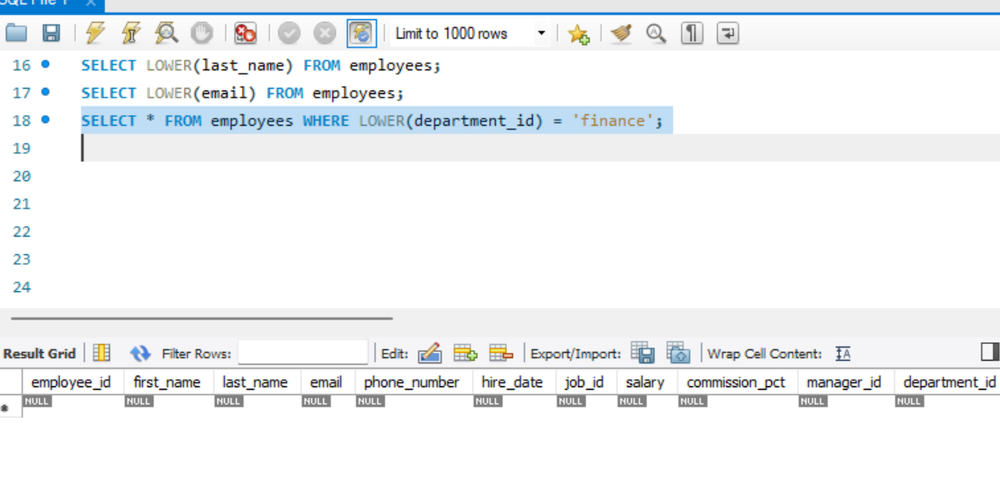 SQL File 1 ×
Limit to 1000 rows
16 SELECT LOWER(last_name) FROM employees;
17 SELECT LOWER(email) FROM employees;
18 SELECT * FROM employees WHERE LOWER(department_id) = 'finance';
19
20
21
22
23
24
Result Grid Filter Rows: Edit: Export/Import: Wrap Cell Content: IA
employee_id first_name last_name email phone_number hire_date job_id salary commission_pct manager_id department_id
* NULL NULL NULL NULL NULL NULL NULL NULL NULL NULL NULL